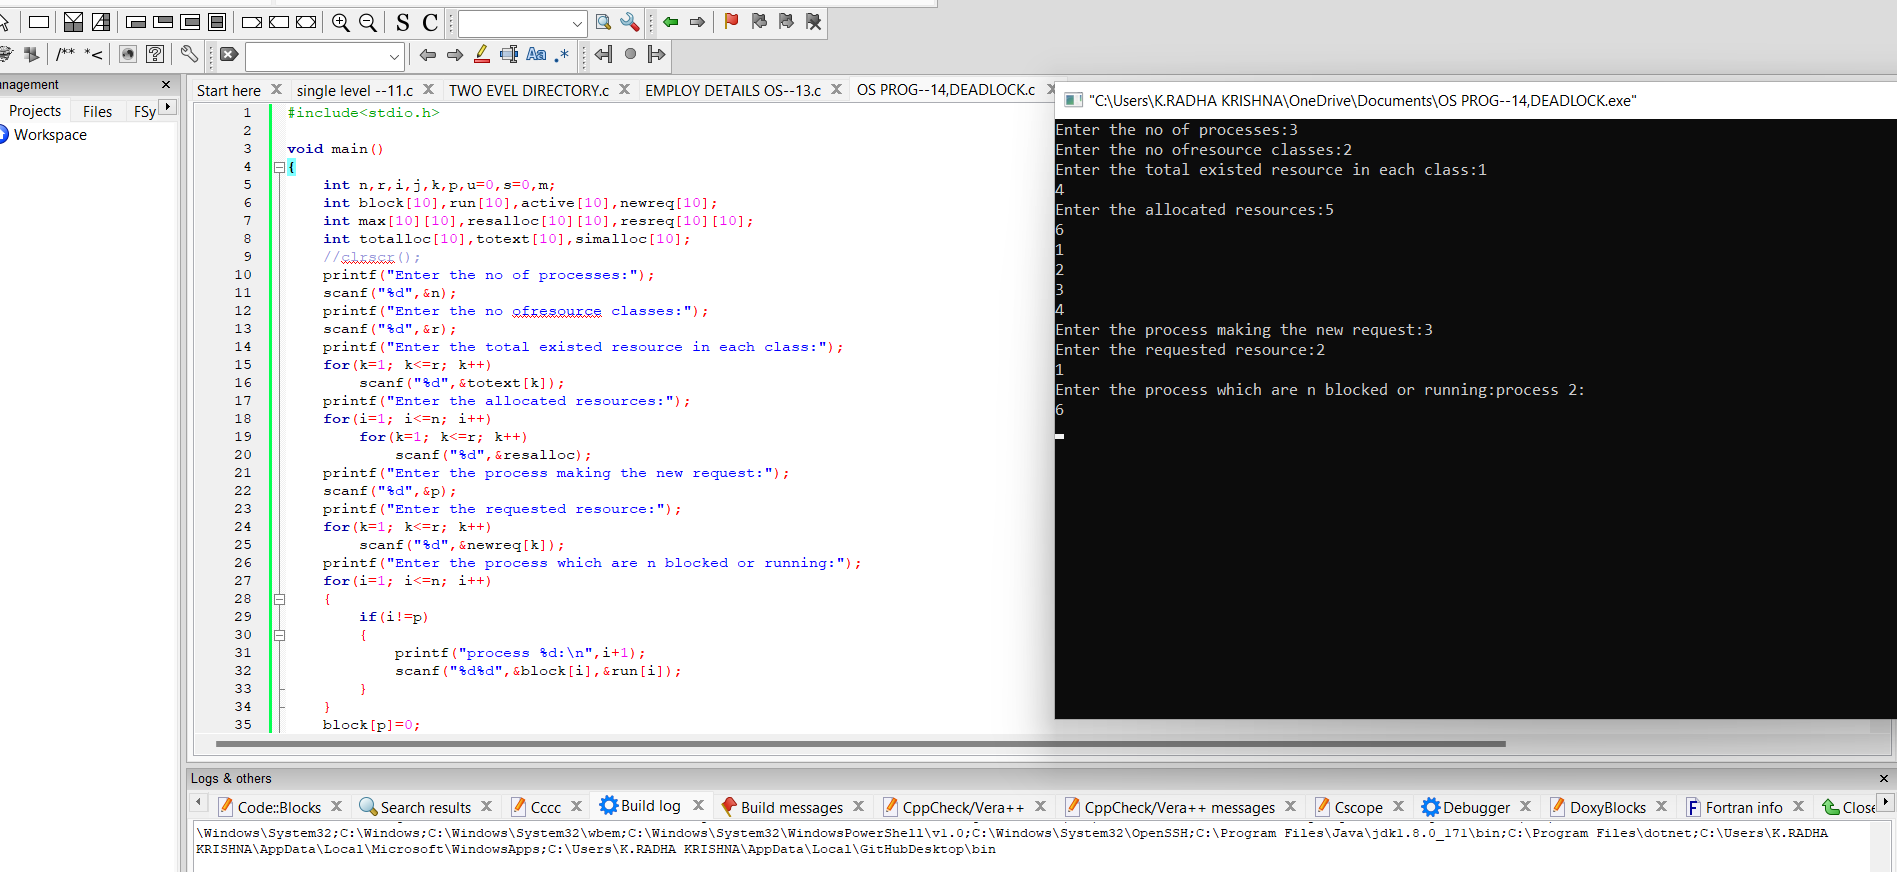 S C
/** *<
Aa .*
nagement
Projects Files FSy
Workspace
Start here single level --11.c TWO EVEL DIRECTORY.c EMPLOY DETAILS OS--13.c OS PROG--14,DEADLOCK.c
1 #include<stdio.h>
2
3 void main()
4 {
5 int n,r,i,j,k,p,u=0,s=0,m;
6 int block[10],run[10],active[10],newreq[10];
7 int max[10][10],resalloc[10][10],resreq[10][10];
8 int totalloc[10],totext[10],simalloc[10];
9 //clrscr();
10 printf("Enter the no of processes:");
11 scanf("%d",&n);
12 printf("Enter the no ofresource classes:");
13 scanf("%d",&r);
14 printf("Enter the total existed resource in each class:");
15 for(k=1; k<=r; k++)
16 scanf("%d",&totext[k]);
17 printf("Enter the allocated resources:");
18 for(i=1; i<=n; i++)
19 for(k=1; k<=r; k++)
20 scanf("%d",&resalloc);
21 printf("Enter the process making the new request:");
22 scanf("%d",&p);
23 printf("Enter the requested resource:");
24 for(k=1; k<=r; k++)
25 scanf("%d",&newreq[k]);
26 printf("Enter the process which are n blocked or running:");
27 for(i=1; i<=n; i++)
28 {
29 if(i!=p)
30 {
31 printf("process %d:\n",i+1);
32 scanf("%d%d",&block[i],&run[i]);
33 }
34 }
35 block[p]=0;
"C:\Users\K.RADHA KRISHNA\OneDrive\Documents\OS PROG--14,DEADLOCK.exe"
Enter the no of processes:3
Enter the no ofresource classes:2
Enter the total existed resource in each class:1
4
Enter the allocated resources:5
6
1
2
3
4
Enter the process making the new request:3
Enter the requested resource:2
1
Enter the process which are n blocked or running:process 2:
6
Logs & others
Code::Blocks Search results Cccc Build log Build messages CppCheck/Vera++ CppCheck/Vera++ messages Cscope Debugger DoxyBlocks Fortran info Close
\Windows\System32;C:\Windows;C:\Windows\System32\wbem;C:\Windows\System32\WindowsPowerShell\v1.0;C:\Windows\System32\OpenSSH;C:\Program Files\Java\jdk1.8.0_171\bin;C:\Program Files\dotnet;C:\Users\K.RADHA
KRISHNA\AppData\Local\Microsoft\WindowsApps;C:\Users\K.RADHA KRISHNA\AppData\Local\GitHubDesktop\bin